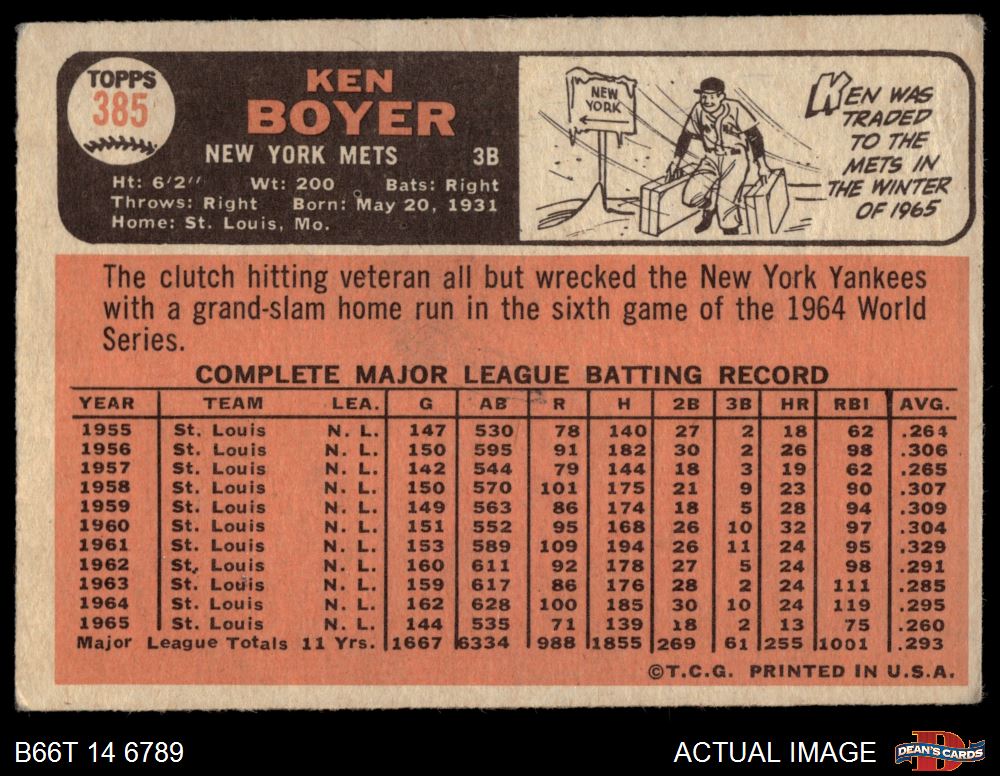 TOPPS
385
KEN
BOYER
NEW YORK METS 3B
Ht: 6'2" Wt: 200 Bats: Right
Throws: Right Born: May 20, 1931
Home: St. Louis, Mo.
NEW
YORK
KEN WAS
TRADED
TO THE
METS IN
THE WINTER
OF 1965
The clutch hitting veteran all but wrecked the New York Yankees
with a grand-slam home run in the sixth game of the 1964 World
Series.
COMPLETE MAJOR LEAGUE BATTING RECORD
YEAR TEAM LEA. G AB R H 2B 3B HR RBI AVG.
1955 St. Louis N. L. 147 530 78 140 27 2 18 62 .264
1956 St. Louis N. L. 150 595 91 182 30 2 26 98 .306
1957 St. Louis N. L. 142 544 79 144 18 3 19 62 .265
1958 St. Louis N. L. 150 570 101 175 21 9 23 90 .307
1959 St. Louis N. L. 149 563 86 174 18 5 28 94 .309
1960 St. Louis N. L. 151 552 95 168 26 10 32 97 .304
1961 St. Louis N. L. 153 589 109 194 26 11 24 95 .329
1962 St. Louis N. L. 160 611 92 178 27 5 24 98 .291
1963 St. Louis N. L. 159 617 86 176 28 2 24 111 .285
1964 St. Louis N. L. 162 628 100 185 30 10 24 119 .295
1965 St. Louis N. L. 144 535 71 139 18 2 13 75 .260
Major League Totals 11 Yrs. 1667 6334 988 1855 269 61 255 1001 .293
©T.C.G. PRINTED IN U.S.A.
B66T 14 6789
ACTUAL IMAGE
DEAN'S CARDS